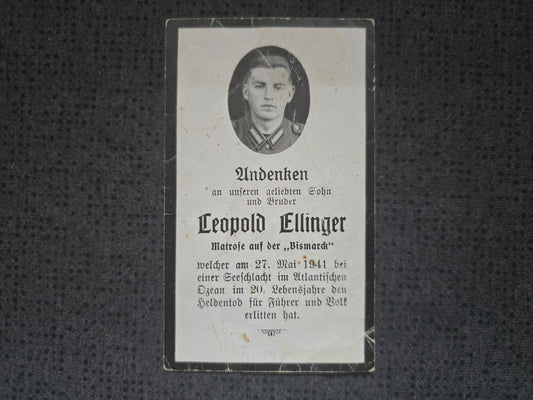 Andenken
an unseren geliebten Sohn
und Bruder
Leopold Ellinger
Matrose auf der „Bismarck"
welcher am 27. Mai 1941 bei
einer Seeschlacht im Atlantischen
Ozean im 20. Lebensjahre den
Heldentod für Führer und Volk
erlitten hat.